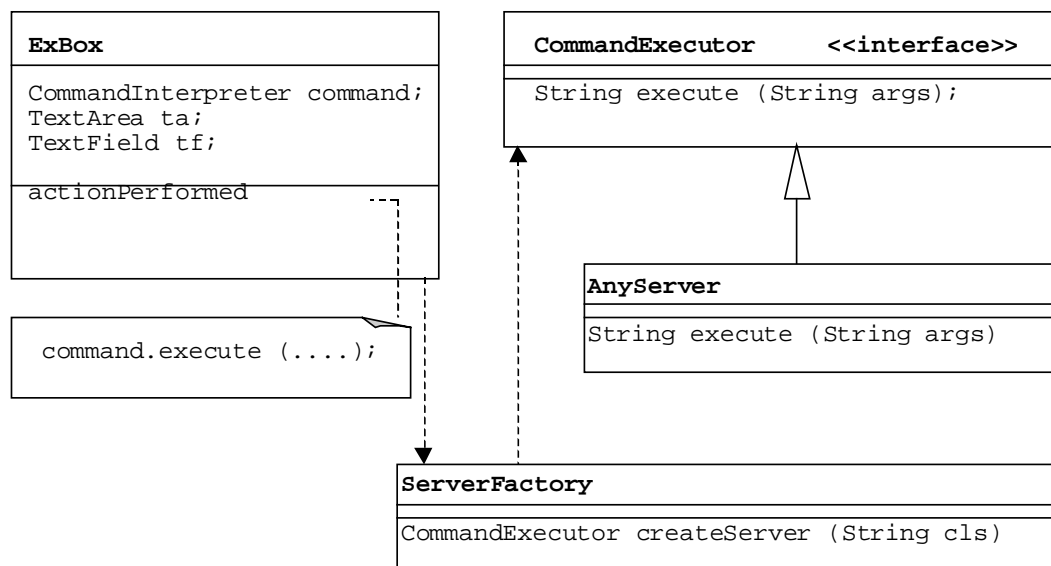 ExBox
CommandInterpreter command;
TextArea ta;
TextField tf;
actionPerformed
command.execute (....);
CommandExecutor <<interface>>
String execute (String args);
AnyServer
String execute (String args)
ServerFactory
CommandExecutor createServer (String cls)